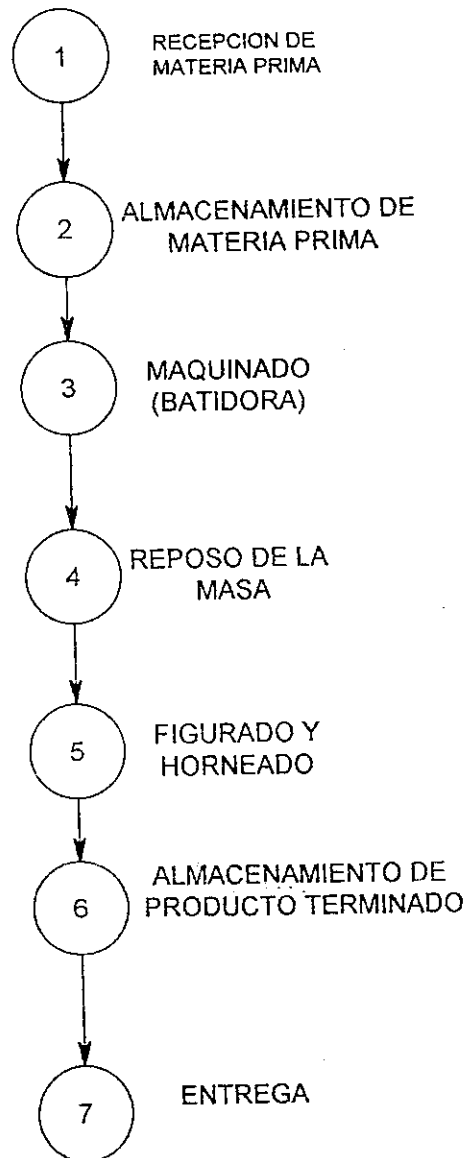 1
RECEPCION DE
MATERIA PRIMA
2
ALMACENAMIENTO DE
MATERIA PRIMA
3
MAQUINADO
(BATIDORA)
4
REPOSO DE LA
MASA
5
FIGURADO Y
HORNEADO
6
ALMACENAMIENTO DE
PRODUCTO TERMINADO
7
ENTREGA